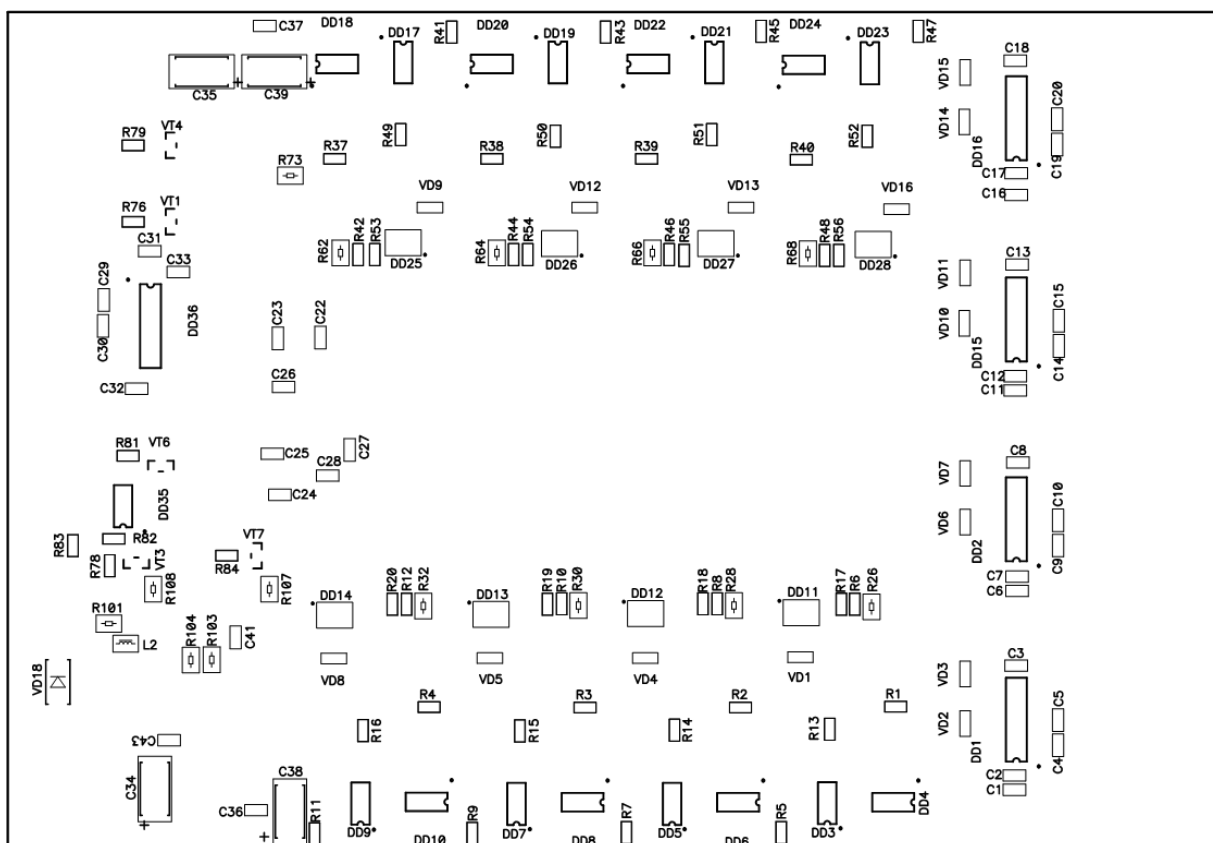 C37
DD18
DD17
R41
DD20
DD19
R43
DD22
DD21
R45
DD24
DD23
R47
C18
VD15
C35
C39
C20
VD14
R79
VT4
R49
R50
R51
R52
DD16
R37
R38
R39
R40
C19
R73
C17
C16
VD9
VD12
VD13
VD16
R76
VT1
C31
R62
R42
R53
DD25
R64
R44
R54
DD26
R66
R46
R55
DD27
R68
R48
R56
DD28
C33
C29
VD11
C13
C15
DD36
C30
C23
C22
VD10
DD15
C14
C26
C32
C12
C11
R81
VT6
C25
C27
C28
C24
VD7
C8
C10
DD35
VD6
DD2
C9
R83
R82
VT7
R78
VT3
R84
C7
C6
R108
R107
R20
R12
R32
R19
R10
R30
R18
R8
R28
R17
R6
R26
DD14
DD13
DD12
DD11
R101
L2
R104
R103
C41
VD18
VD8
VD5
VD4
VD1
VD3
C3
R4
R3
R2
R1
C5
VD2
R16
R15
R14
R13
DD1
C43
C4
C34
C38
C2
C1
C36
R11
DD9
DD10
R9
DD7
DD8
R7
DD5
DD6
R5
DD3
DD4